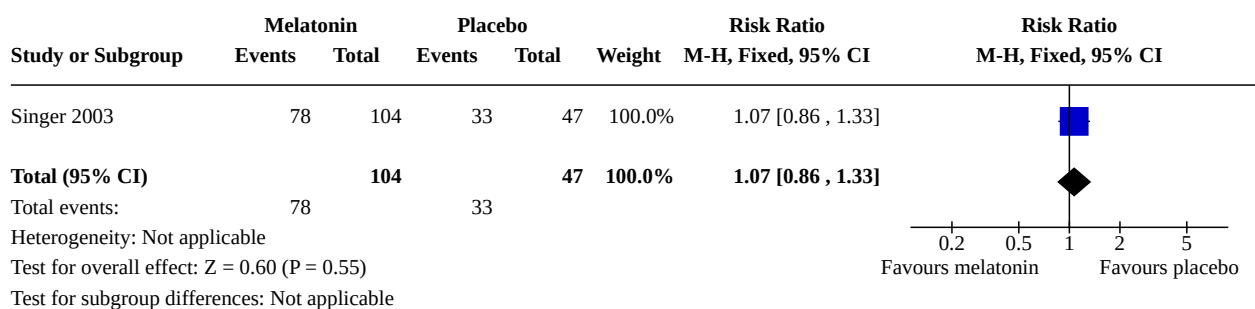 Melatonin Placebo Risk Ratio Risk Ratio
Study or Subgroup Events Total Events Total Weight M-H, Fixed, 95% CI M-H, Fixed, 95% CI
Singer 2003 78 104 33 47 100.0% 1.07 [0.86 , 1.33]
Total (95% CI) 104 47 100.0% 1.07 [0.86 , 1.33]
Total events: 78 33
Heterogeneity: Not applicable 0.2 0.5 1 2 5
Test for overall effect: Z = 0.60 (P = 0.55) Favours melatonin Favours placebo
Test for subgroup differences: Not applicable